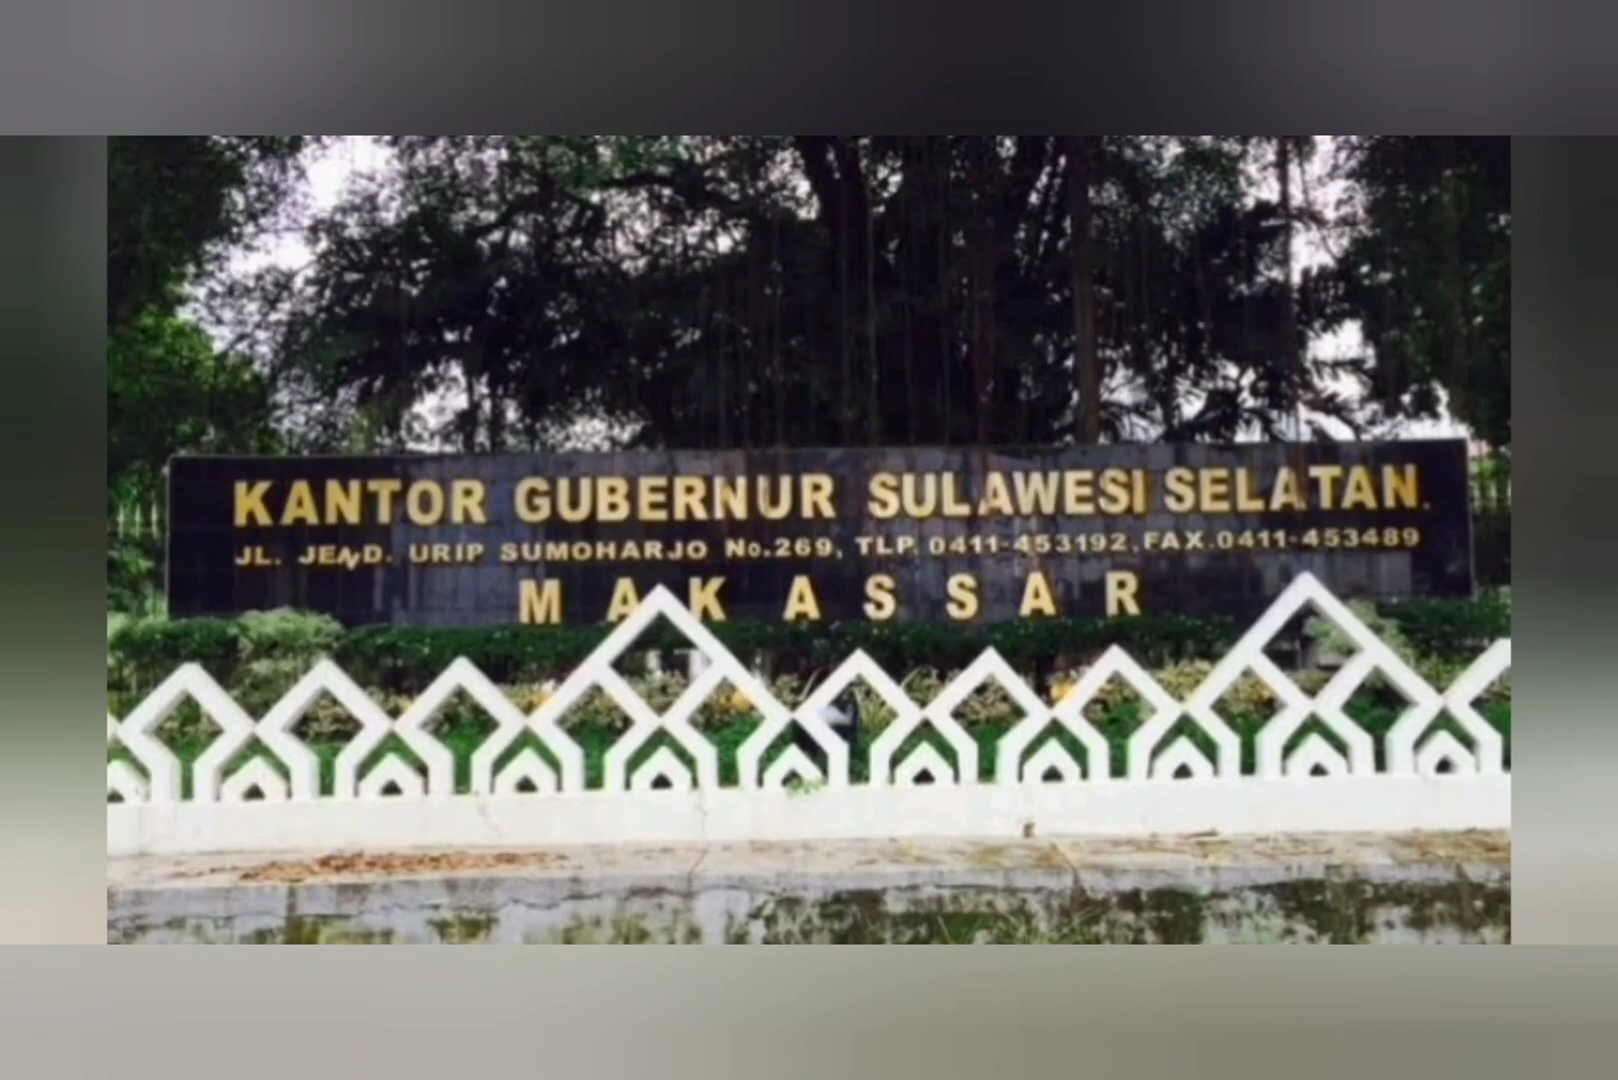 KANTOR GUBERNUR SULAWESI SELATAN.
JL. JEND. URIP SUMOHARJO No.269, TLP. 0411-453192, FAX.0411-453489
MAKASSAR